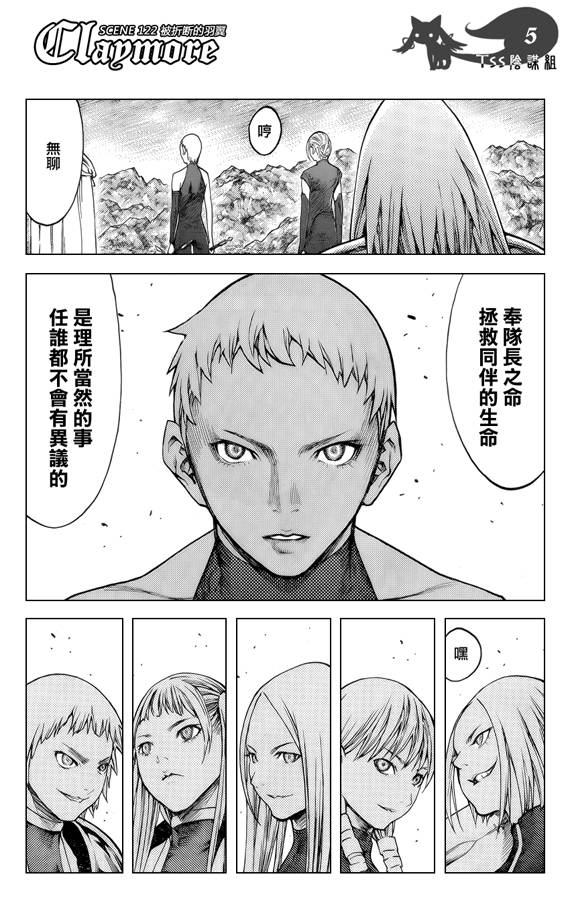 SCENE 122 被折断的羽翼
Claymore
5
Tss陰謀組
哼
無聊
奉隊長之命
拯救同伴的生命
是理所當然的事
任誰都不會有異議的
嘿